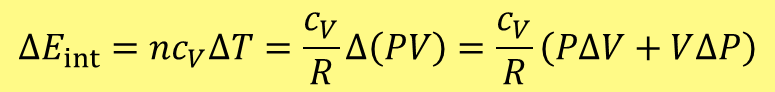 ΔE_int = nc_VΔT = c_V/R Δ(PV) = c_V/R (PΔV + VΔP)